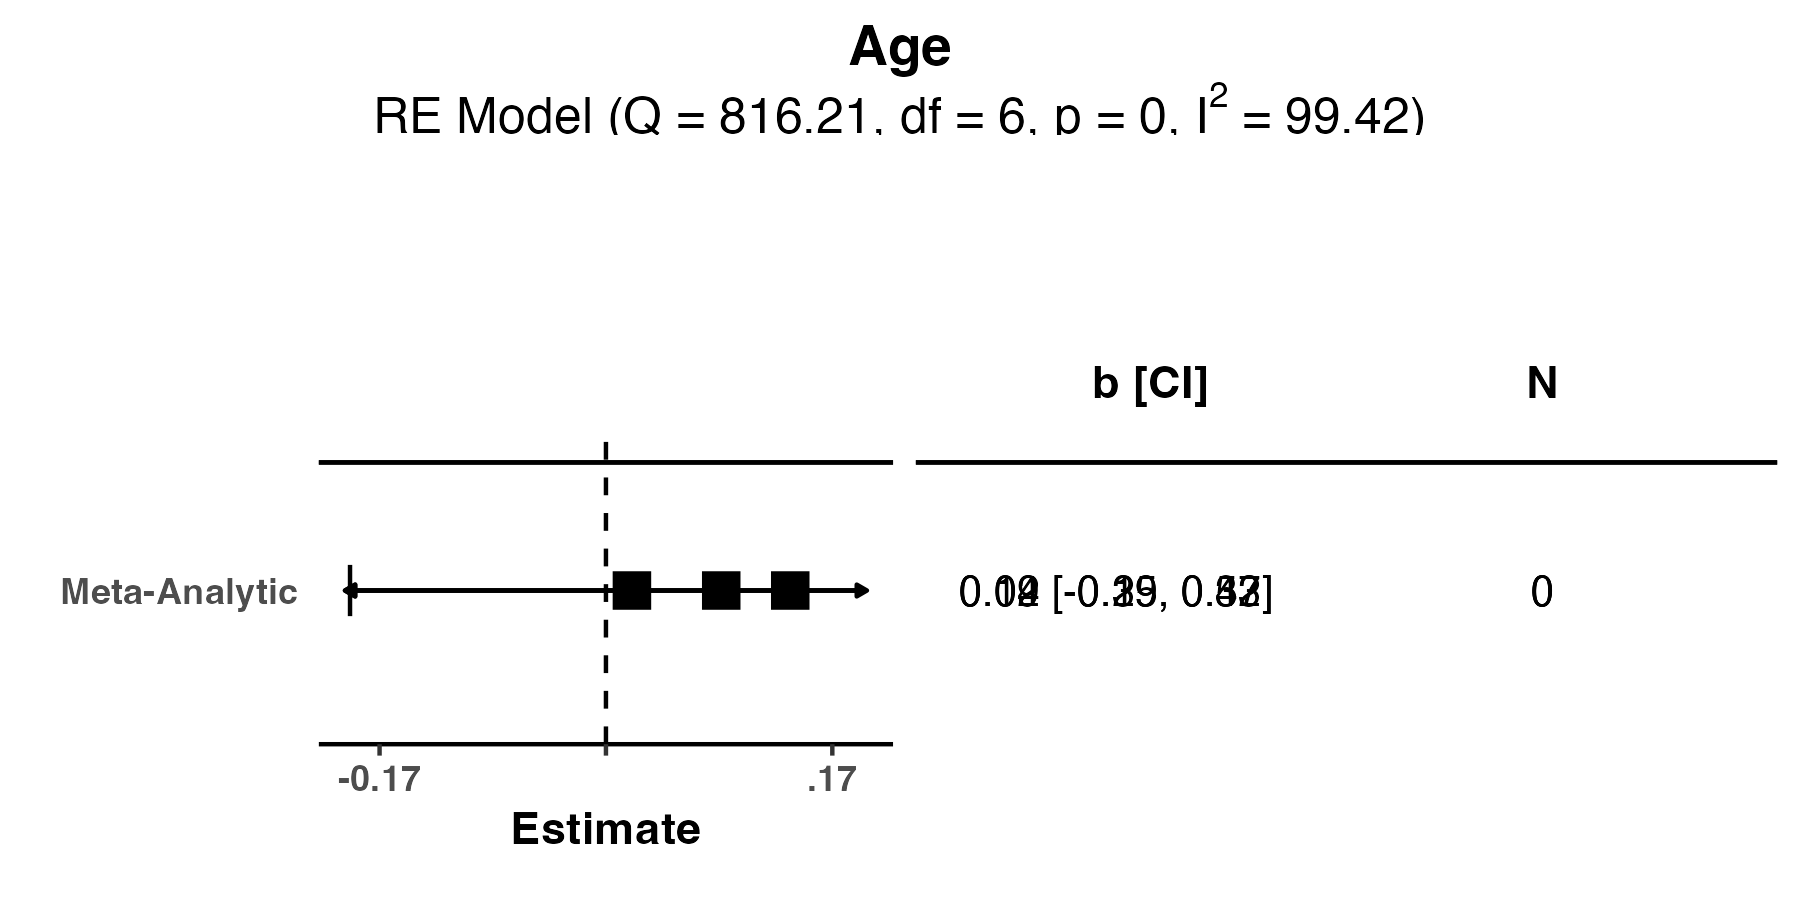 Age
RE Model (Q = 816.21, df = 6, p = 0, I² = 99.42)
b [CI] N
Meta-Analytic 0
-0.17 .17
Estimate